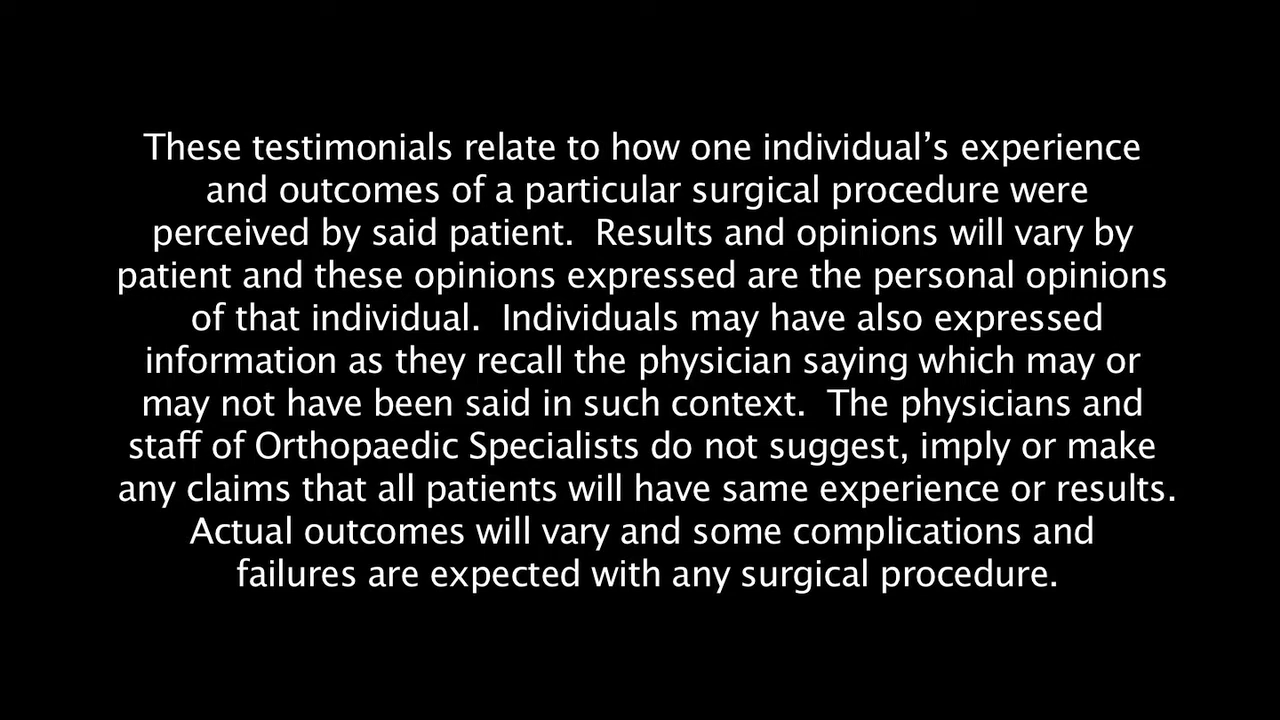 These testimonials relate to how one individual’s experience
and outcomes of a particular surgical procedure were
perceived by said patient.  Results and opinions will vary by
patient and these opinions expressed are the personal opinions
of that individual.  Individuals may have also expressed
information as they recall the physician saying which may or
may not have been said in such context.  The physicians and
staff of Orthopaedic Specialists do not suggest, imply or make
any claims that all patients will have same experience or results.
Actual outcomes will vary and some complications and
failures are expected with any surgical procedure.